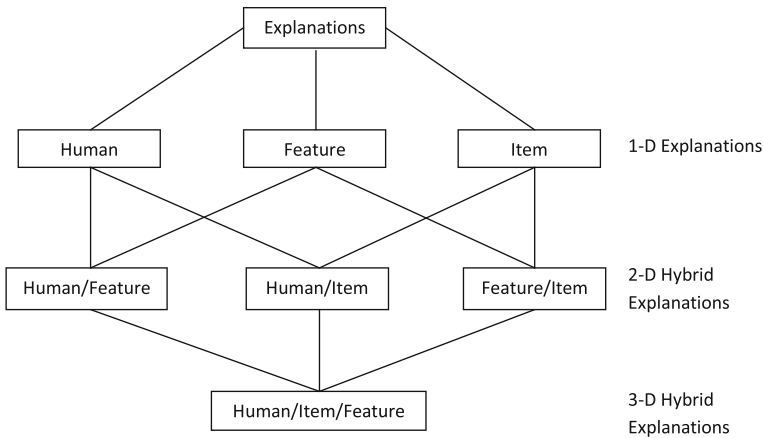 Explanations
Human
Feature
Item
1-D Explanations
Human/Feature
Human/Item
Feature/Item
2-D Hybrid
Explanations
Human/Item/Feature
3-D Hybrid
Explanations